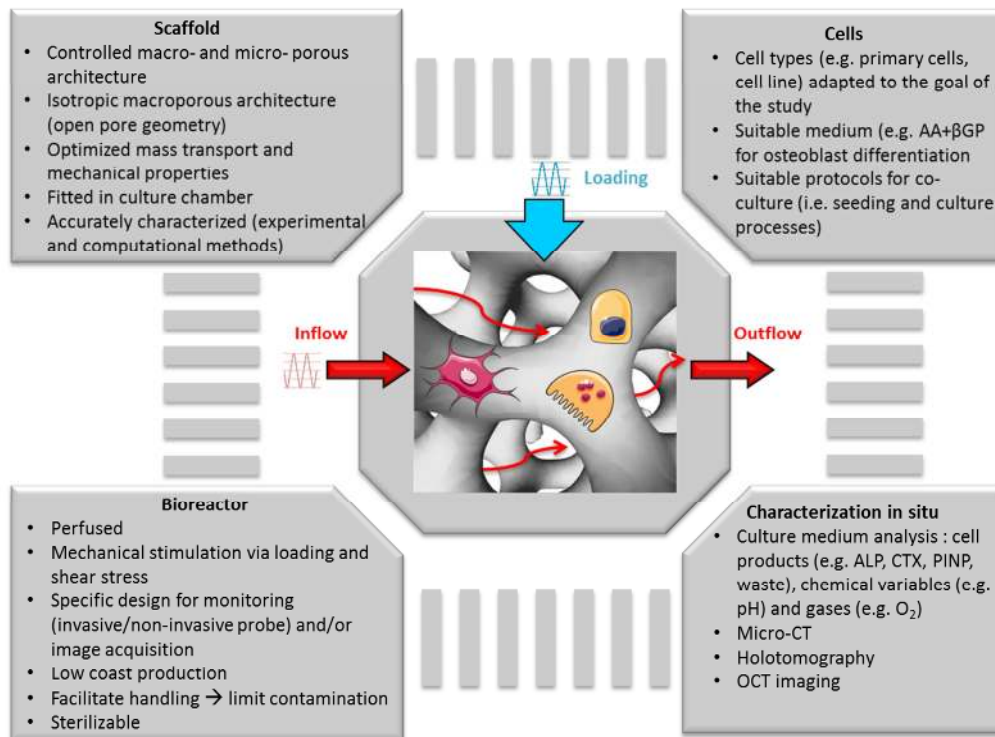 Scaffold
• Controlled macro- and micro- porous
architecture
• Isotropic macroporous architecture
(open pore geometry)
• Optimized mass transport and
mechanical properties
• Fitted in culture chamber
• Accurately characterized (experimental
and computational methods)
Cells
• Cell types (e.g. primary cells,
cell line) adapted to the goal of
the study
• Suitable medium (e.g. AA+βGP
for osteoblast differentiation
• Suitable protocols for co-
culture (i.e. seeding and culture
processes)
Loading
Inflow
Outflow
Bioreactor
• Perfused
• Mechanical stimulation via loading and
shear stress
• Specific design for monitoring
(invasive/non-invasive probe) and/or
image acquisition
• Low coast production
• Facilitate handling → limit contamination
• Sterilizable
Characterization in situ
• Culture medium analysis : cell
products (e.g. ALP, CTX, PINP,
waste), chemical variables (e.g.
pH) and gases (e.g. O₂)
• Micro-CT
• Holotomography
• OCT imaging